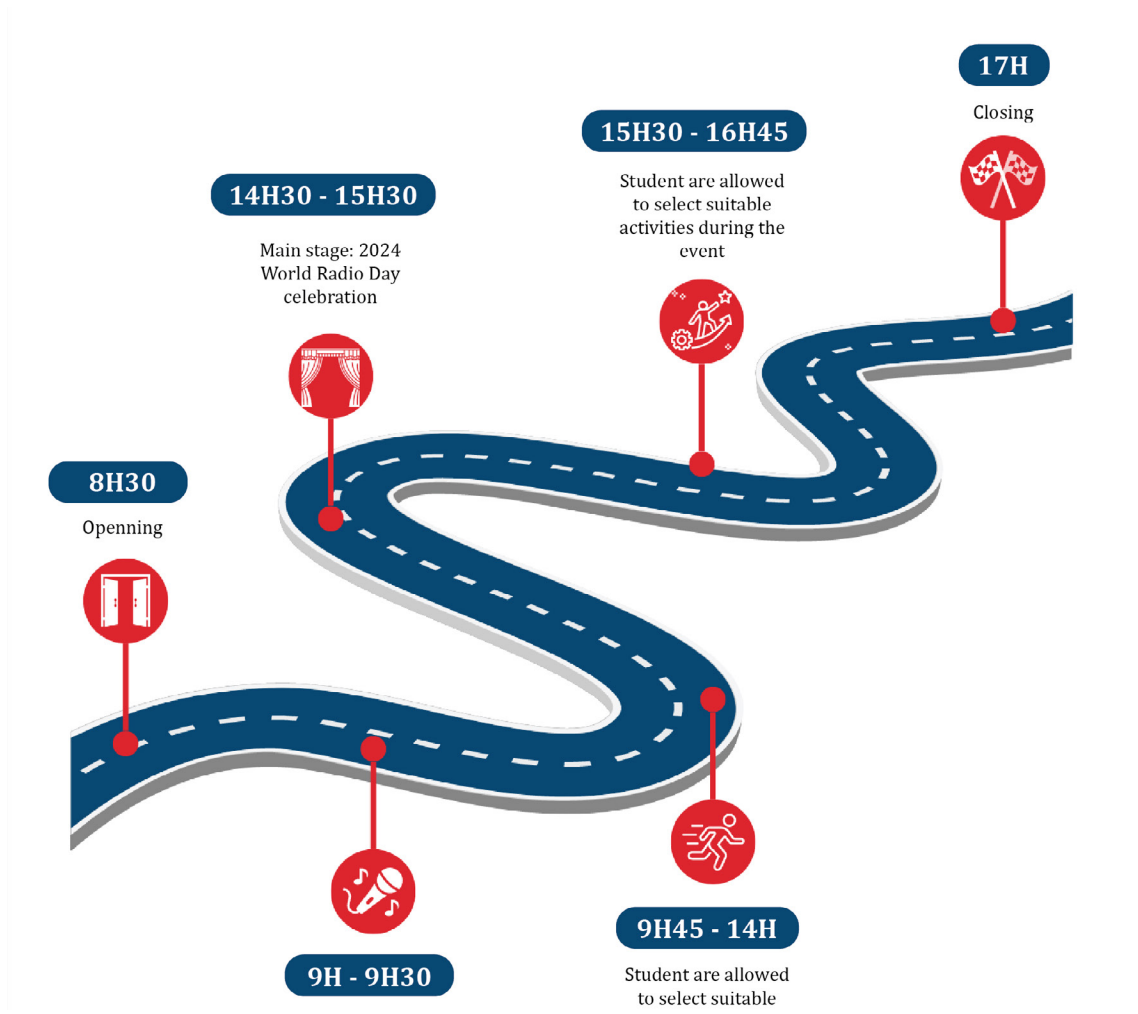 8H30
Openning
9H - 9H30
9H45 - 14H
Student are allowed
to select suitable
14H30 - 15H30
Main stage: 2024
World Radio Day
celebration
15H30 - 16H45
Student are allowed
to select suitable
activities during the
event
17H
Closing